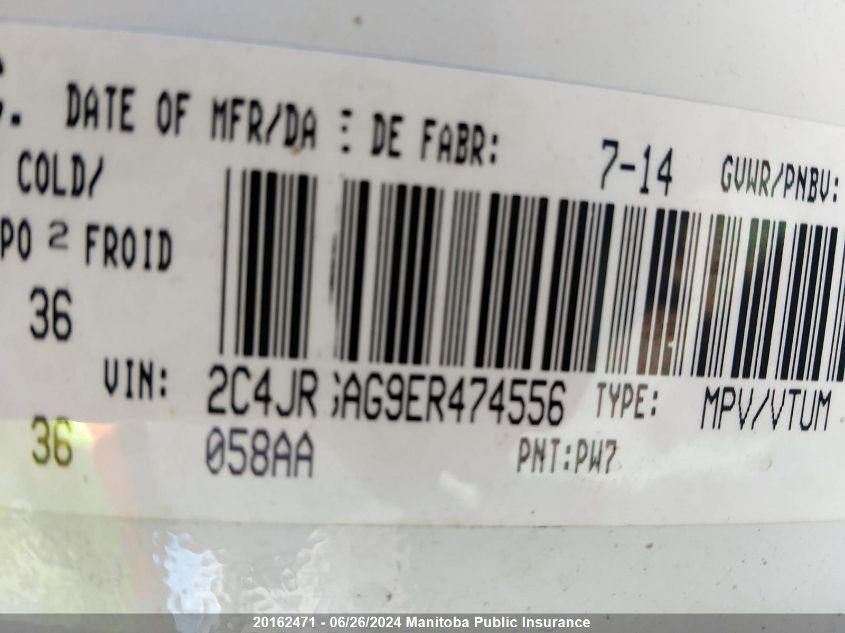 C. DATE OF MFR/DA E DE FABR: 7-14 GVWR/PNBV:
COLD/
PO 2 FROID
36
VIN: 2C4JR GAG9ER474556 TYPE: MPV/VTUM
36 058AA PNT:PW7
20162471 06/26/2024 Manitoba Public Insurance